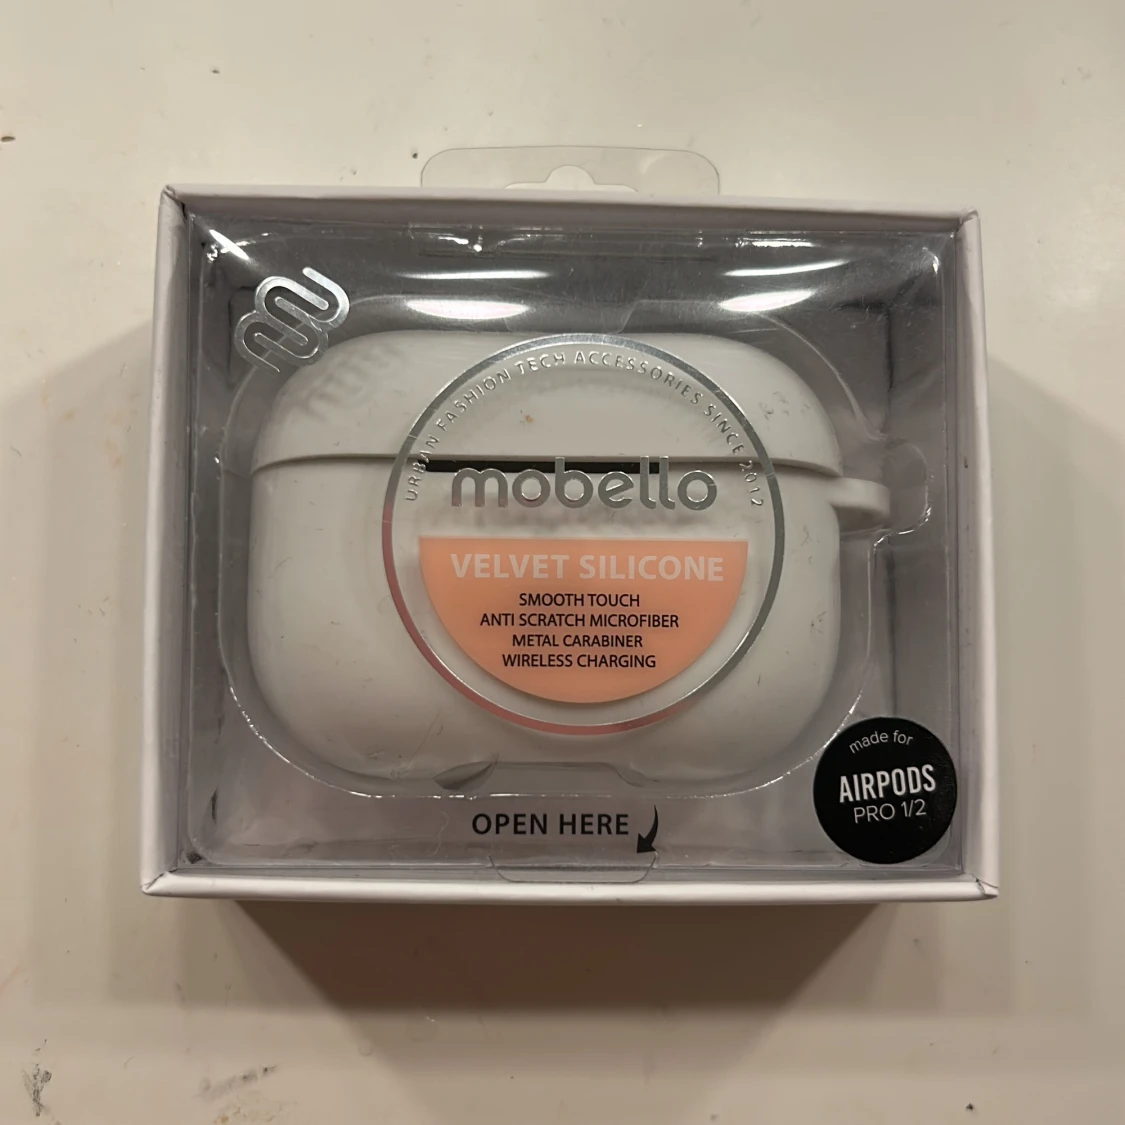 URBAN FASHION TECH ACCESSORIES SINCE 2012
mobello
VELVET SILICONE
SMOOTH TOUCH
ANTI SCRATCH MICROFIBER
METAL CARABINER
WIRELESS CHARGING
OPEN HERE
made for
AIRPODS
PRO 1/2